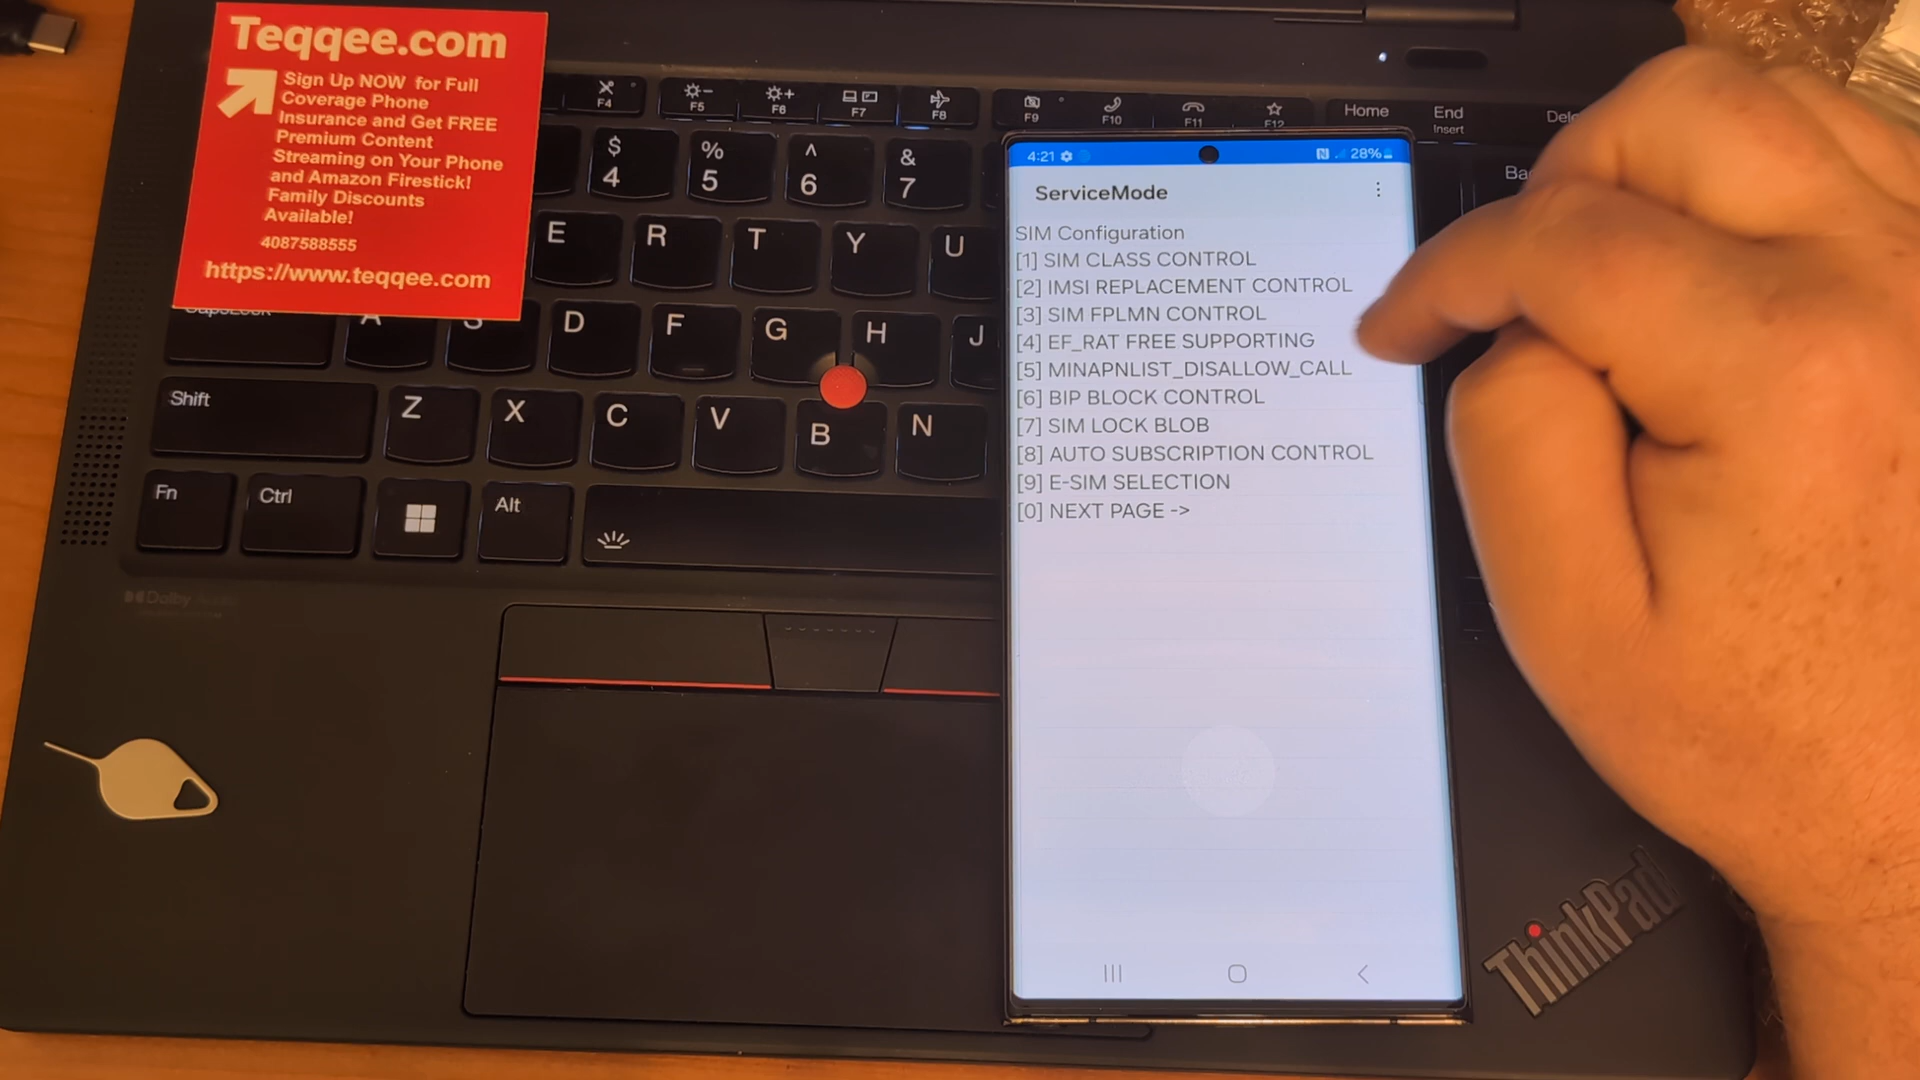 Teqqee.com
Sign Up NOW for Full
Coverage Phone
Insurance and Get FREE
Premium Content
Streaming on Your Phone
and Amazon Firestick!
Family Discounts
Available!
4087588555
https://www.teqqee.com
F4
F5
F6
F7
F8
F9
F10
F11
F12
Home
End
Insert
$
4
%
5
^
6
&
7
E
R
T
Y
U
A
S
D
F
G
H
J
Shift
Z
X
C
V
B
N
Fn
Ctrl
Alt
Dolby
4:21
28%
ServiceMode
SIM Configuration
[1] SIM CLASS CONTROL
[2] IMSI REPLACEMENT CONTROL
[3] SIM FPLMN CONTROL
[4] EF_RAT FREE SUPPORTING
[5] MINAPNLIST_DISALLOW_CALL
[6] BIP BLOCK CONTROL
[7] SIM LOCK BLOB
[8] AUTO SUBSCRIPTION CONTROL
[9] E-SIM SELECTION
[0] NEXT PAGE ->
ThinkPad